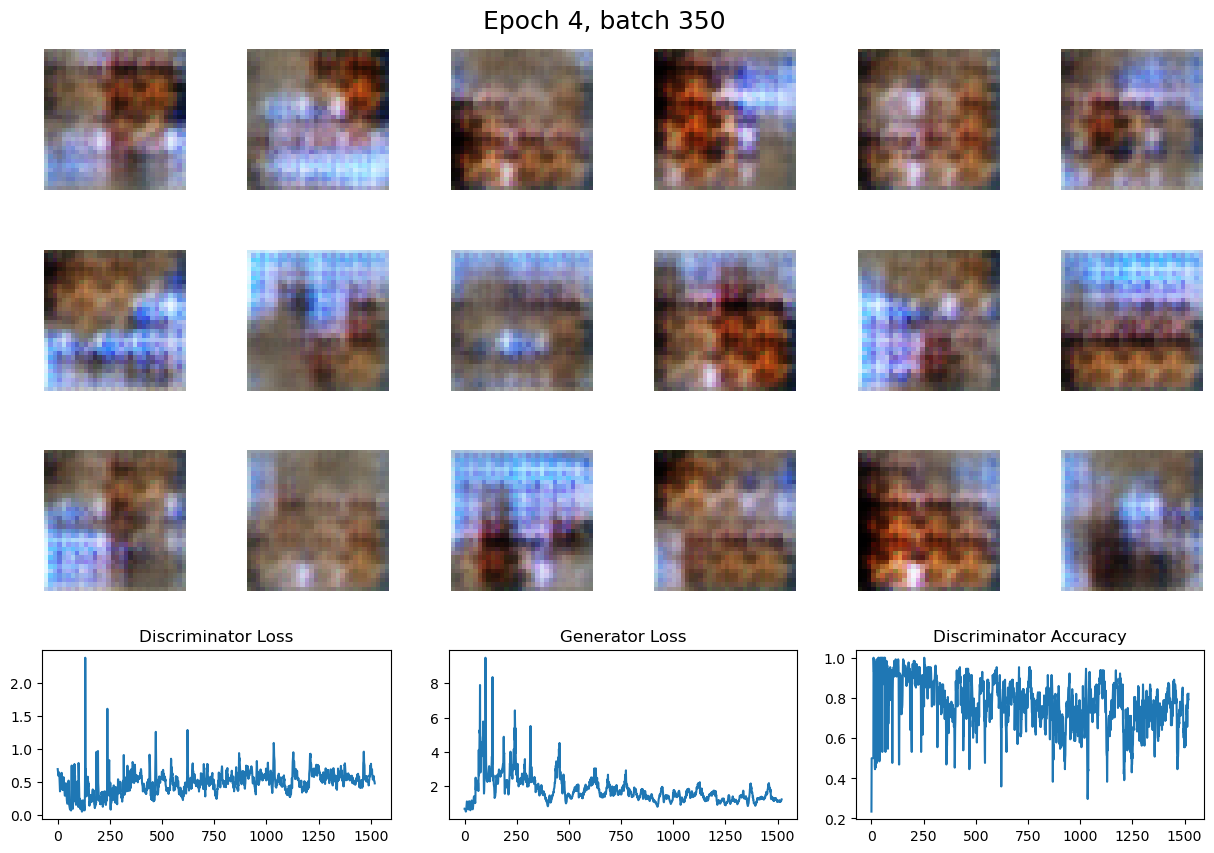 Epoch 4, batch 350
Discriminator Loss
Generator Loss
Discriminator Accuracy
2.0
1.5
1.0
0.5
0.0
0 250 500 750 1000 1250 1500
8
6
4
2
0 250 500 750 1000 1250 1500
1.0
0.8
0.6
0.4
0.2
0 250 500 750 1000 1250 1500